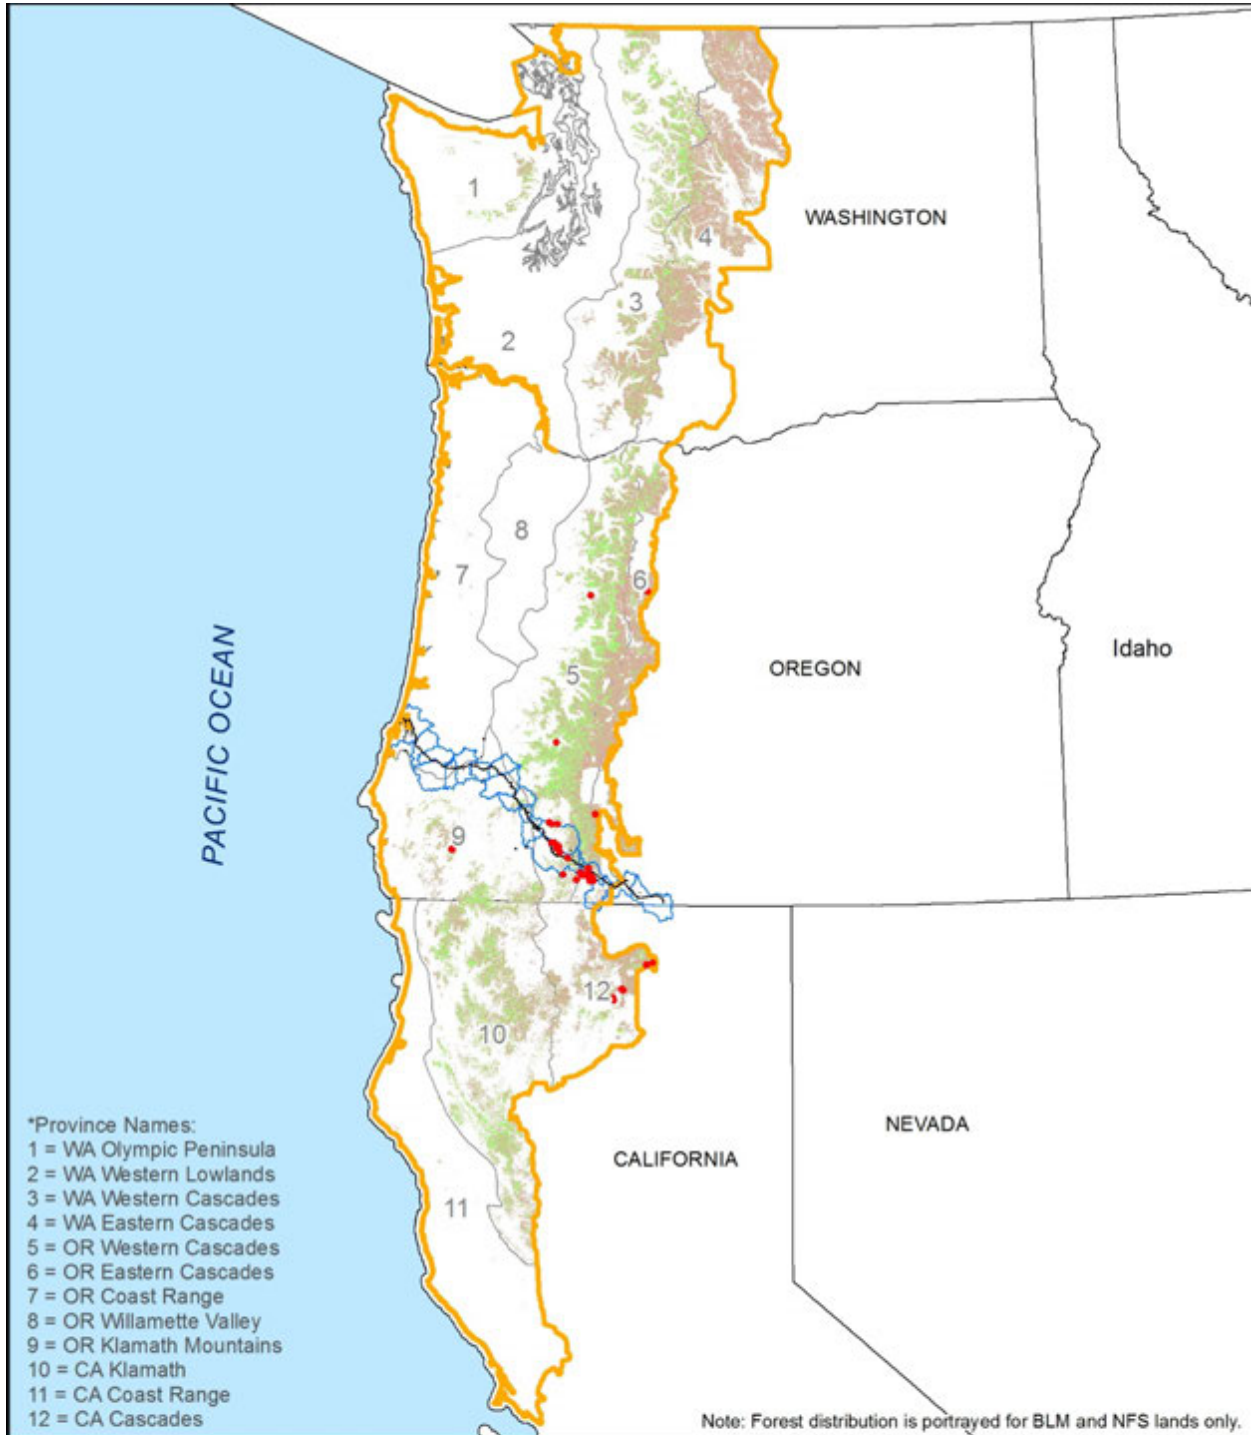 1
WASHINGTON
4
3
2
8
7
6
5
OREGON
Idaho
PACIFIC OCEAN
9
12
10
*Province Names:
1 = WA Olympic Peninsula
2 = WA Western Lowlands
3 = WA Western Cascades
4 = WA Eastern Cascades
5 = OR Western Cascades
6 = OR Eastern Cascades
7 = OR Coast Range
8 = OR Willamette Valley
9 = OR Klamath Mountains
10 = CA Klamath
11 = CA Coast Range
12 = CA Cascades
NEVADA
CALIFORNIA
11
Note: Forest distribution is portrayed for BLM and NFS lands only.